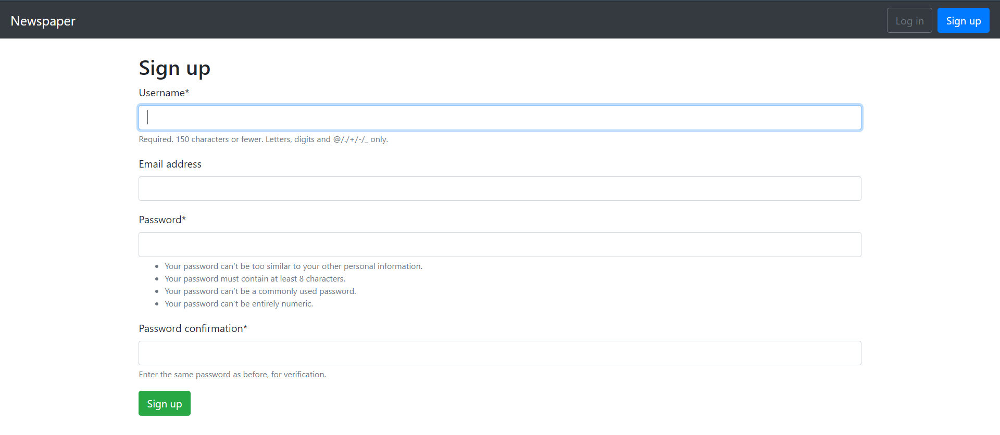 Newspaper
Log in
Sign up
Sign up
Username*
Required. 150 characters or fewer. Letters, digits and @/./+/-/_ only.
Email address
Password*
Your password can’t be too similar to your other personal information.
Your password must contain at least 8 characters.
Your password can’t be a commonly used password.
Your password can’t be entirely numeric.
Password confirmation*
Enter the same password as before, for verification.
Sign up